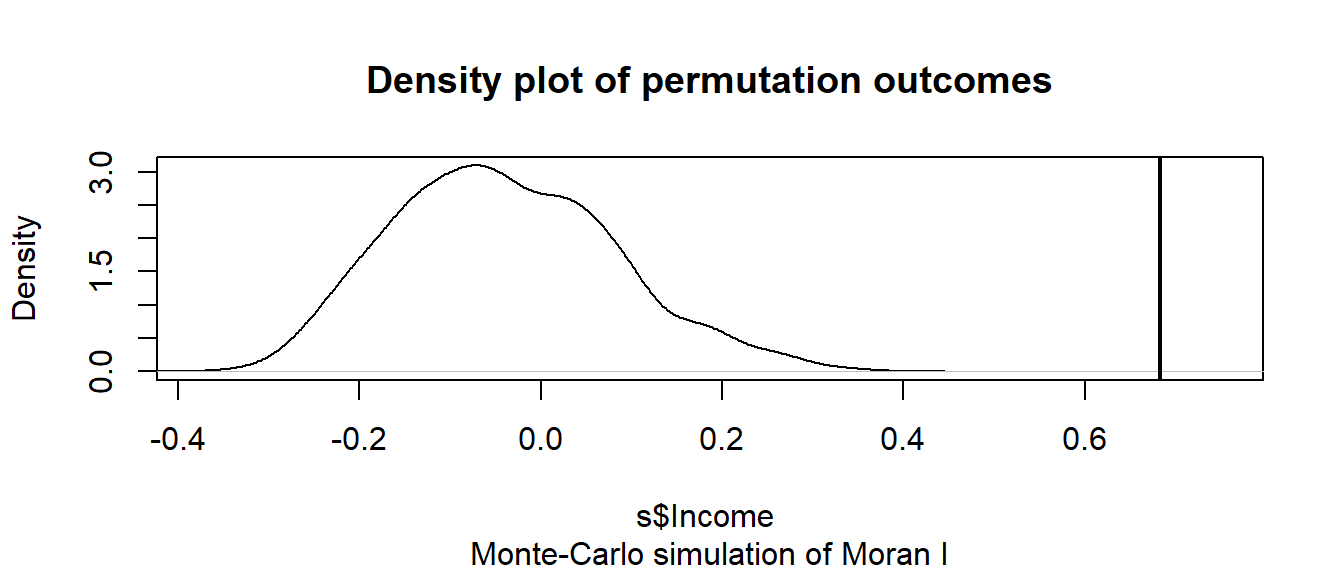 Density plot of permutation outcomes
Density
3.0
1.5
0.0
-0.4 -0.2 0.0 0.2 0.4 0.6
s$Income
Monte-Carlo simulation of Moran I